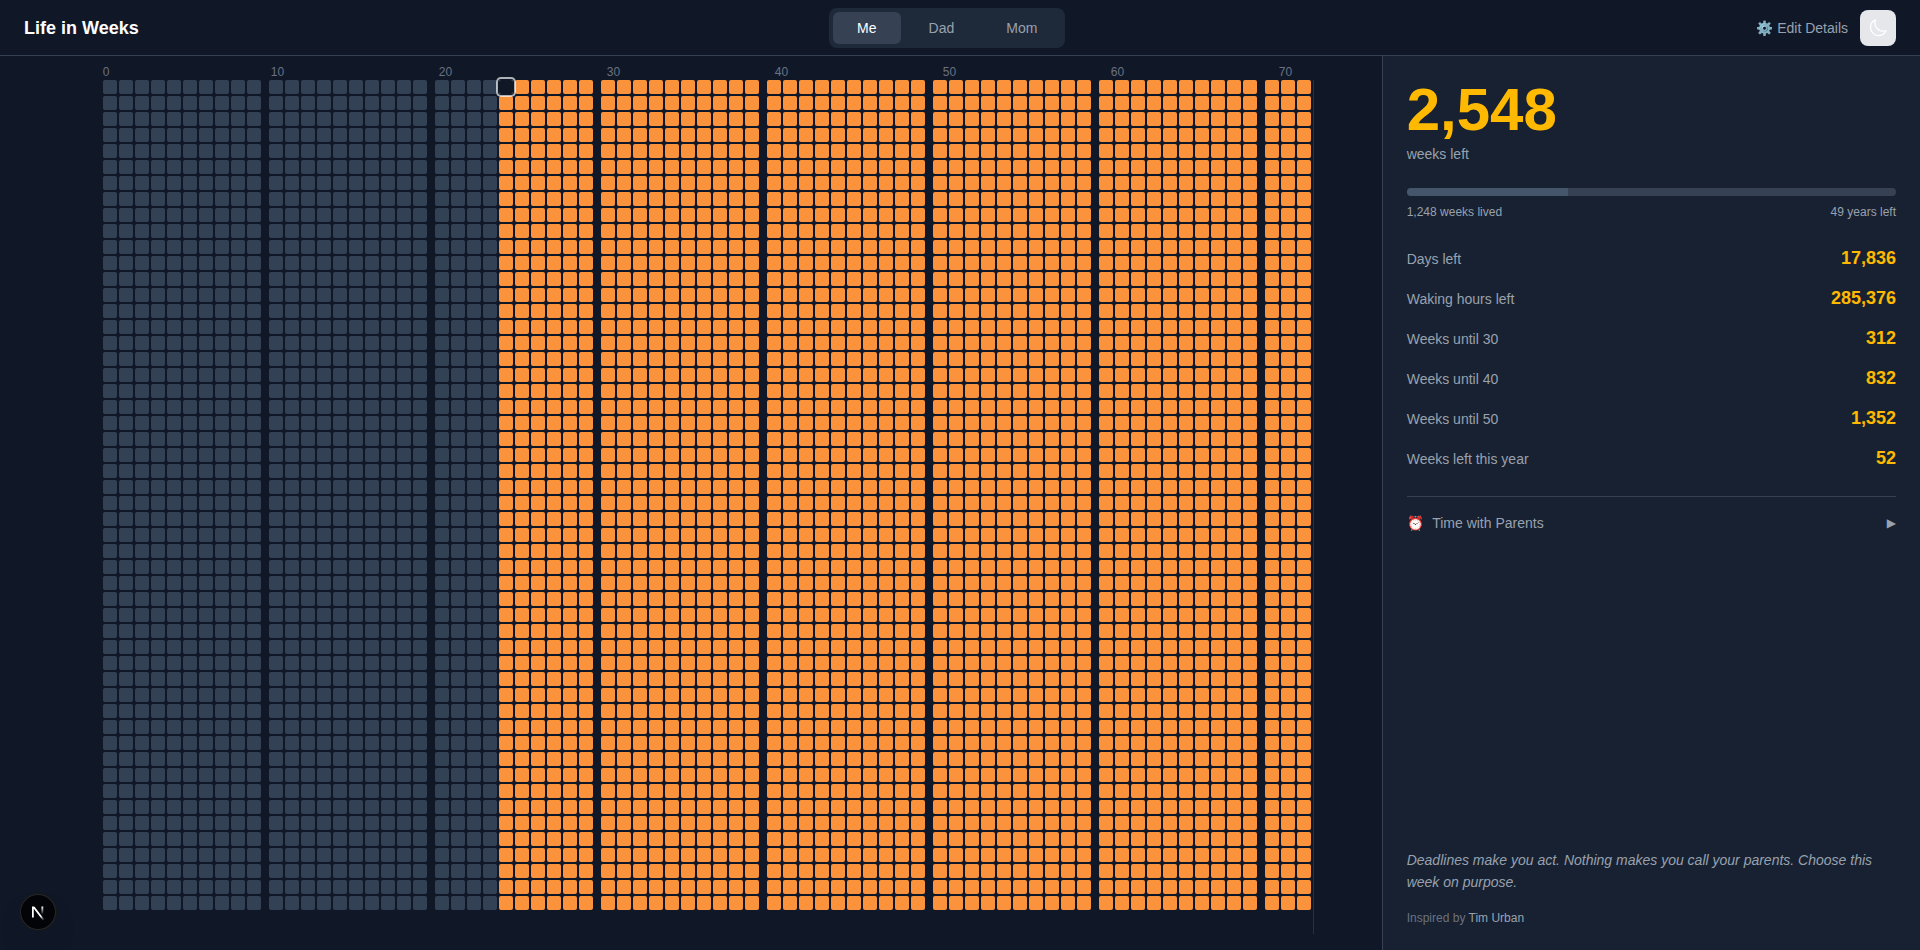 Life in Weeks
Me
Dad
Mom
⚙️ Edit Details
0
10
20
30
40
50
60
70
2,548
weeks left
1,248 weeks lived
49 years left
Days left
17,836
Waking hours left
285,376
Weeks until 30
312
Weeks until 40
832
Weeks until 50
1,352
Weeks left this year
52
⏰ Time with Parents ▶
Deadlines make you act. Nothing makes you call your parents. Choose this
week on purpose.
Inspired by Tim Urban
N